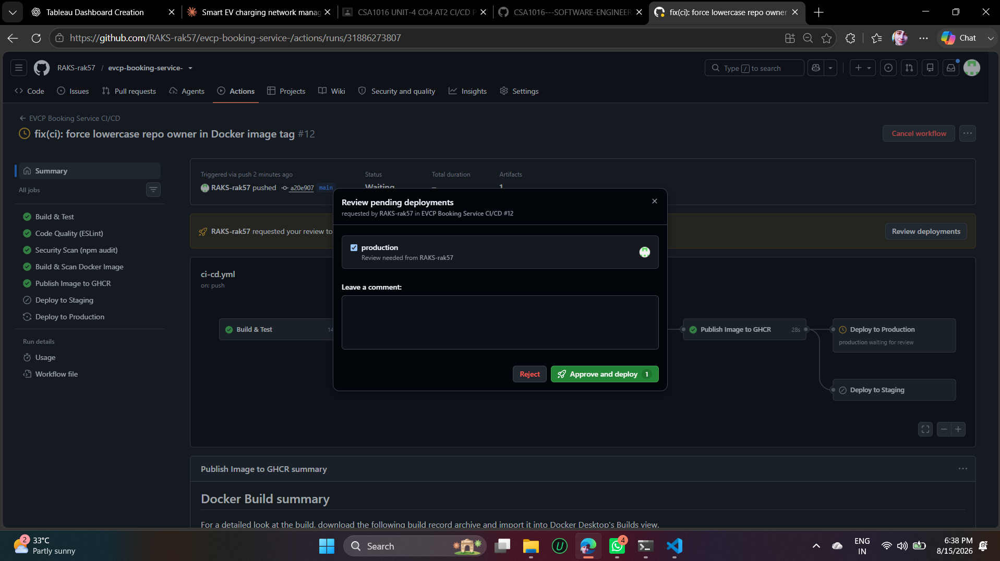 Tableau Dashboard Creation
Smart EV charging network manag
CSA1016 UNIT-4 CO4 AT2 CI/CD P
CSA1016---SOFTWARE-ENGINEER
fix(ci): force lowercase repo owner
https://github.com/RAKS-rak57/evcp-booking-service-/actions/runs/31886273807
Chat
RAKS-rak57 / evcp-booking-service-
Type / to search
Code
Issues
Pull requests
Agents
Actions
Projects
Wiki
Security and quality
Insights
Settings
EVCP Booking Service CI/CD
fix(ci): force lowercase repo owner in Docker image tag #12
Cancel workflow
Summary
All jobs
Build & Test
Code Quality (ESLint)
Security Scan (npm audit)
Build & Scan Docker Image
Publish Image to GHCR
Deploy to Staging
Deploy to Production
Run details
Usage
Workflow file
Triggered via push 2 minutes ago
RAKS-rak57 pushed a20e907 main
Status
Waiting
Total duration
–
Artifacts
1
RAKS-rak57 requested your review to
Review deployments
ci-cd.yml
on: push
Build & Test 14
Publish Image to GHCR 28s
Deploy to Production
production waiting for review
Deploy to Staging
Review pending deployments
requested by RAKS-rak57 in EVCP Booking Service CI/CD #12
production
Review needed from RAKS-rak57
Leave a comment:
Reject
Approve and deploy 1
Publish Image to GHCR summary
Docker Build summary
For a detailed look at the build, download the following build record archive and import it into Docker Desktop's Builds view.
2
33°C
Partly sunny
Search
4
ENG
IN
6:38 PM
8/15/2026